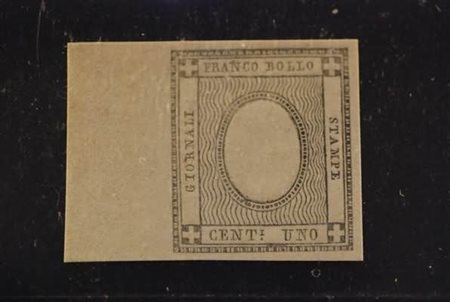 FRANCO BOLLO
GIORNALI
STAMPE
CENT: UNO